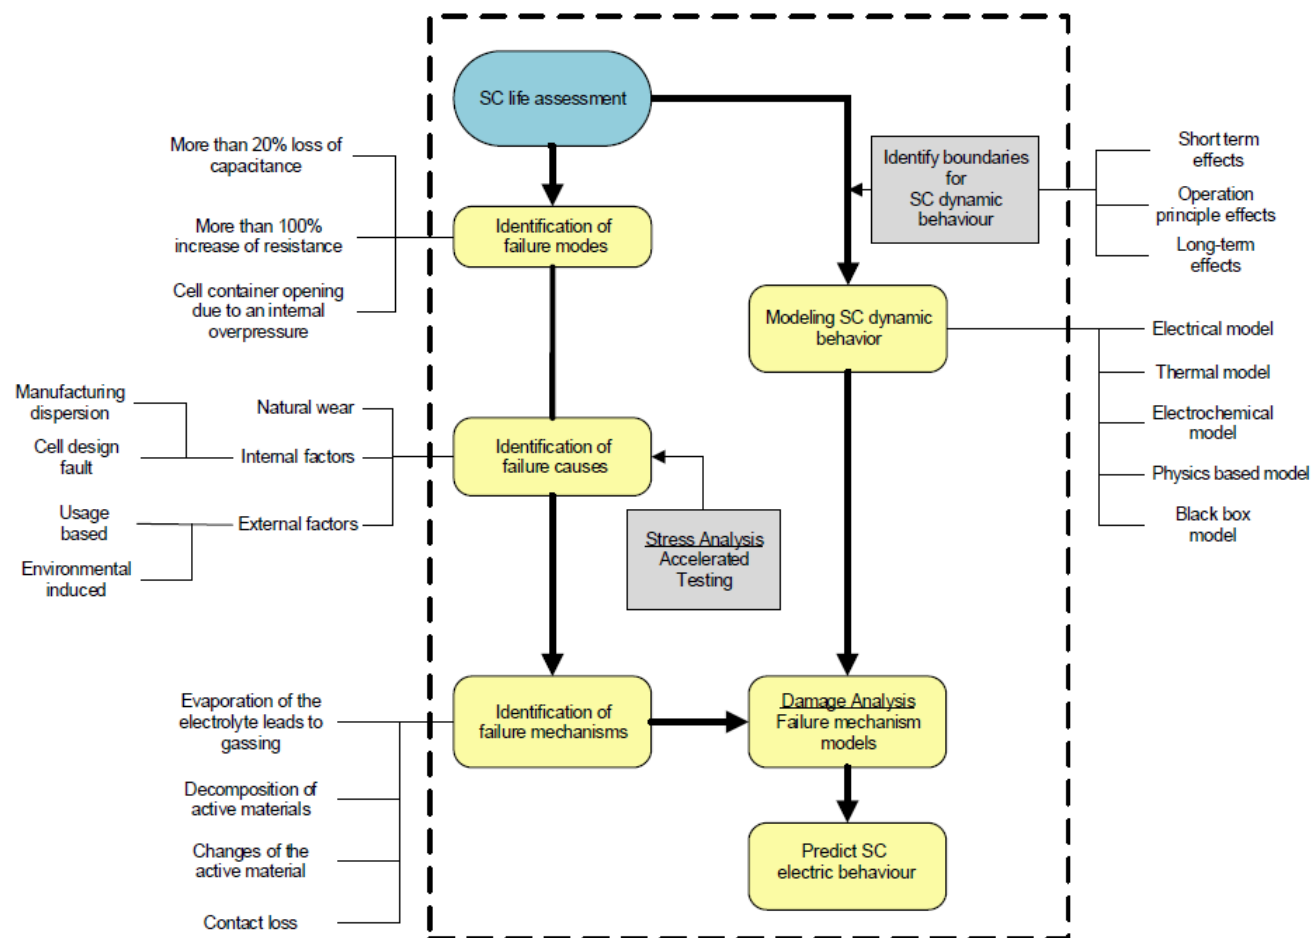 SC life assessment
More than 20% loss of
capacitance
Identify boundaries
for
SC dynamic
behaviour
Short term
effects
Operation
principle effects
Long-term
effects
More than 100%
increase of resistance
Identification of
failure modes
Cell container opening
due to an internal
overpressure
Modeling SC dynamic
behavior
Electrical model
Thermal model
Electrochemical
model
Physics based model
Black box
model
Manufacturing
dispersion
Natural wear
Cell design
fault
Internal factors
Identification of
failure causes
Usage
based
External factors
Environmental
induced
Stress Analysis
Accelerated
Testing
Evaporation of the
electrolyte leads to
gassing
Identification of
failure mechanisms
Damage Analysis
Failure mechanism
models
Decomposition of
active materials
Changes of the
active material
Contact loss
Predict SC
electric behaviour